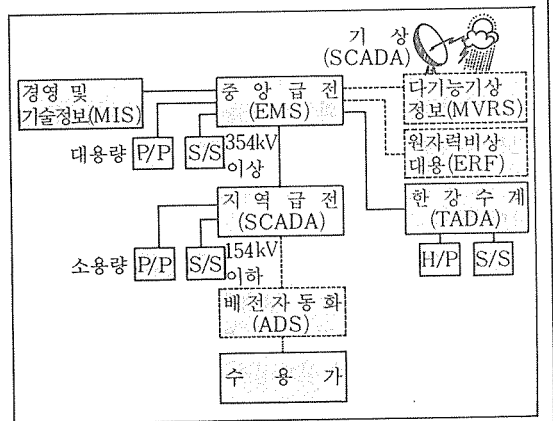 기 상
(SCADA)
경영 및
기술정보(MIS)
중 앙 급 전
(EMS)
다기능기상
정보(MVRS)
대용량 P/P S/S 354kV
이상
원자력비상
대용(ERF)
지 역 급 전
(SCADA)
한 강 수 계
(TADA)
소용량 P/P S/S 154kV
이하
H/P S/S
배전자동화
(ADS)
수 용 가